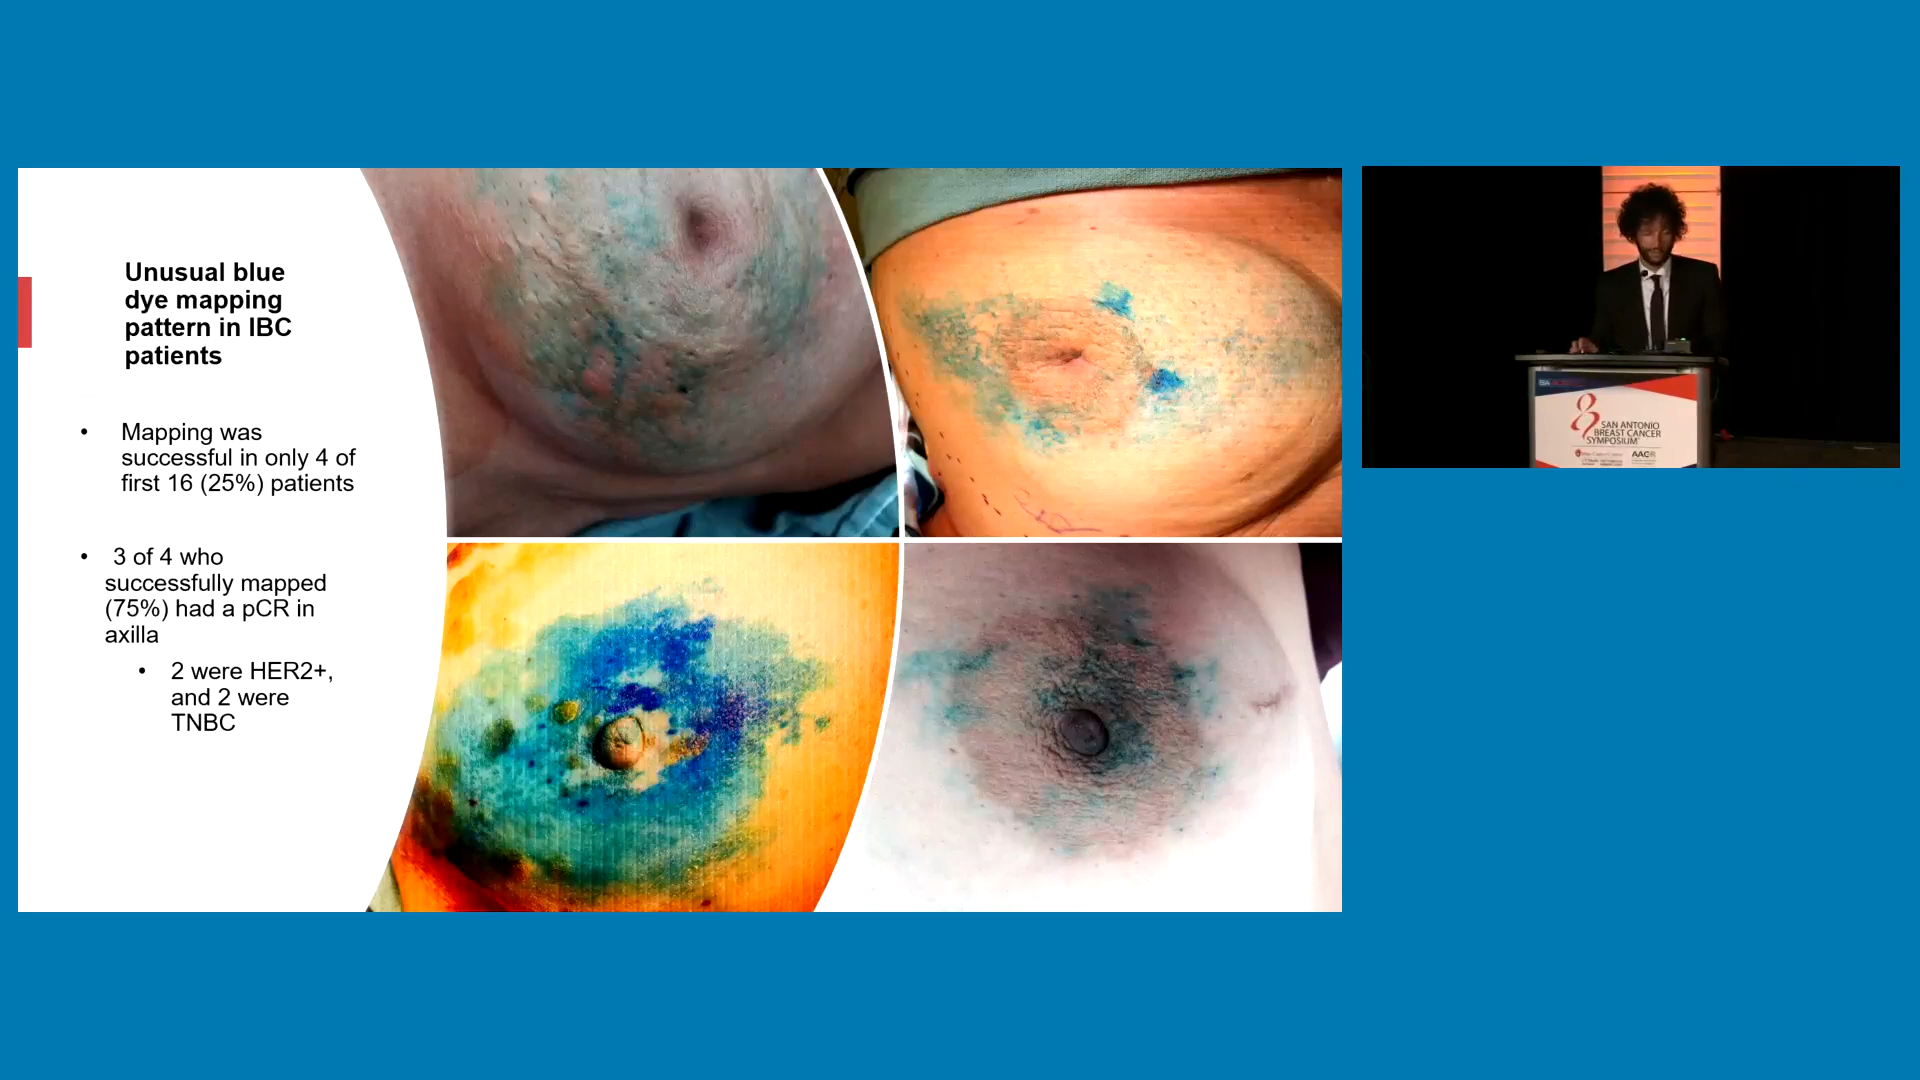 Unusual blue
dye mapping
pattern in IBC
patients
• Mapping was
successful in only 4 of
first 16 (25%) patients
• 3 of 4 who
successfully mapped
(75%) had a pCR in
axilla
• 2 were HER2+,
and 2 were
TNBC
SAN ANTONIO
BREAST CANCER
SYMPOSIUM
AACR